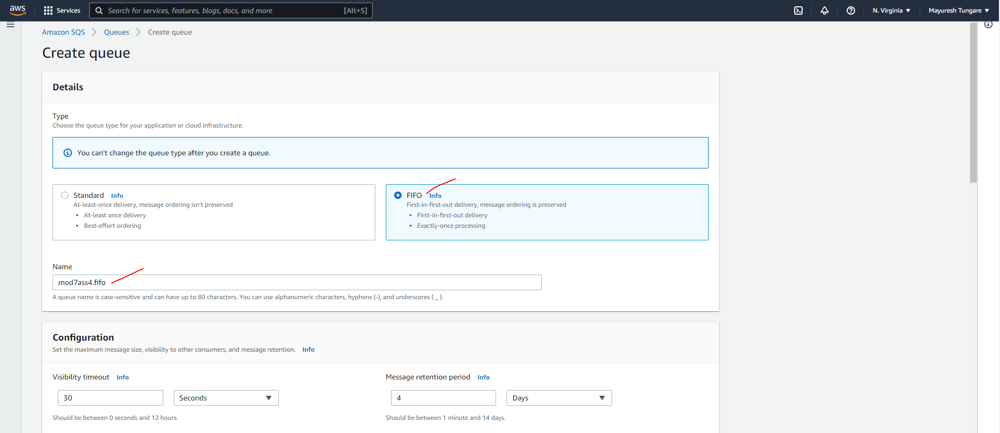 aws Services Search for services, features, blogs, docs, and more [Alt+S] N. Virginia Mayuresh Tungare
Amazon SQS Queues Create queue
Create queue
Details
Type
Choose the queue type for your application or cloud infrastructure.
You can't change the queue type after you create a queue.
Standard Info
At-least-once delivery, message ordering isn't preserved
• At-least once delivery
• Best-effort ordering
FIFO Info
First-in-first-out delivery, message ordering is preserved
• First-in-first-out delivery
• Exactly-once processing
Name
mod7ass4.fifo
A queue name is case-sensitive and can have up to 80 characters. You can use alphanumeric characters, hyphens (-), and underscores ( _ ).
Configuration
Set the maximum message size, visibility to other consumers, and message retention. Info
Visibility timeout Info
30 Seconds
Should be between 0 seconds and 12 hours.
Message retention period Info
4 Days
Should be between 1 minute and 14 days.